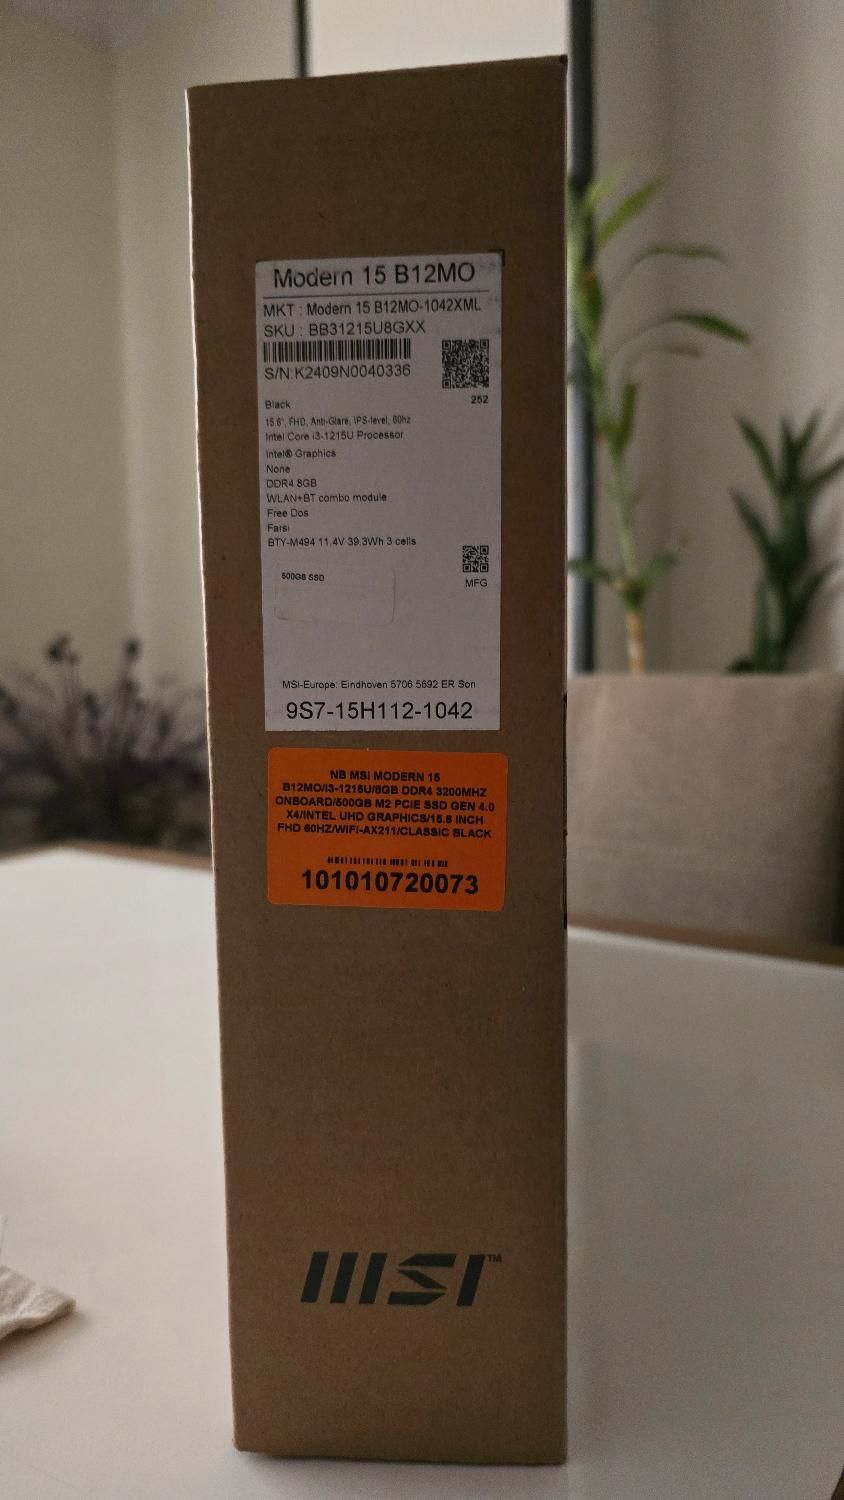 Modern 15 B12MO
MKT : Modern 15 B12MO-1042XML
SKU : BB31215U8GXX
S/N:K2409N0040336
252
Black
15.6", FHD, Anti-Glare, IPS-level, 60hz
Intel Core i3-1215U Processor
Intel® Graphics
None
DDR4 8GB
WLAN+BT combo module
Free Dos
Farsi
BTY-M494 11.4V 39.3Wh 3 cells
MFG
500GB SSD
MSI-Europe: Eindhoven 5706 5692 ER Son
9S7-15H112-1042
NB MSI MODERN 15
B12MO/I3-1215U/8GB DDR4 3200MHZ
ONBOARD/500GB M2 PCIE SSD GEN 4.0
X4/INTEL UHD GRAPHICS/15.6 INCH
FHD 60HZ/WIFI-AX211/CLASSIC BLACK
101010720073
MSI™